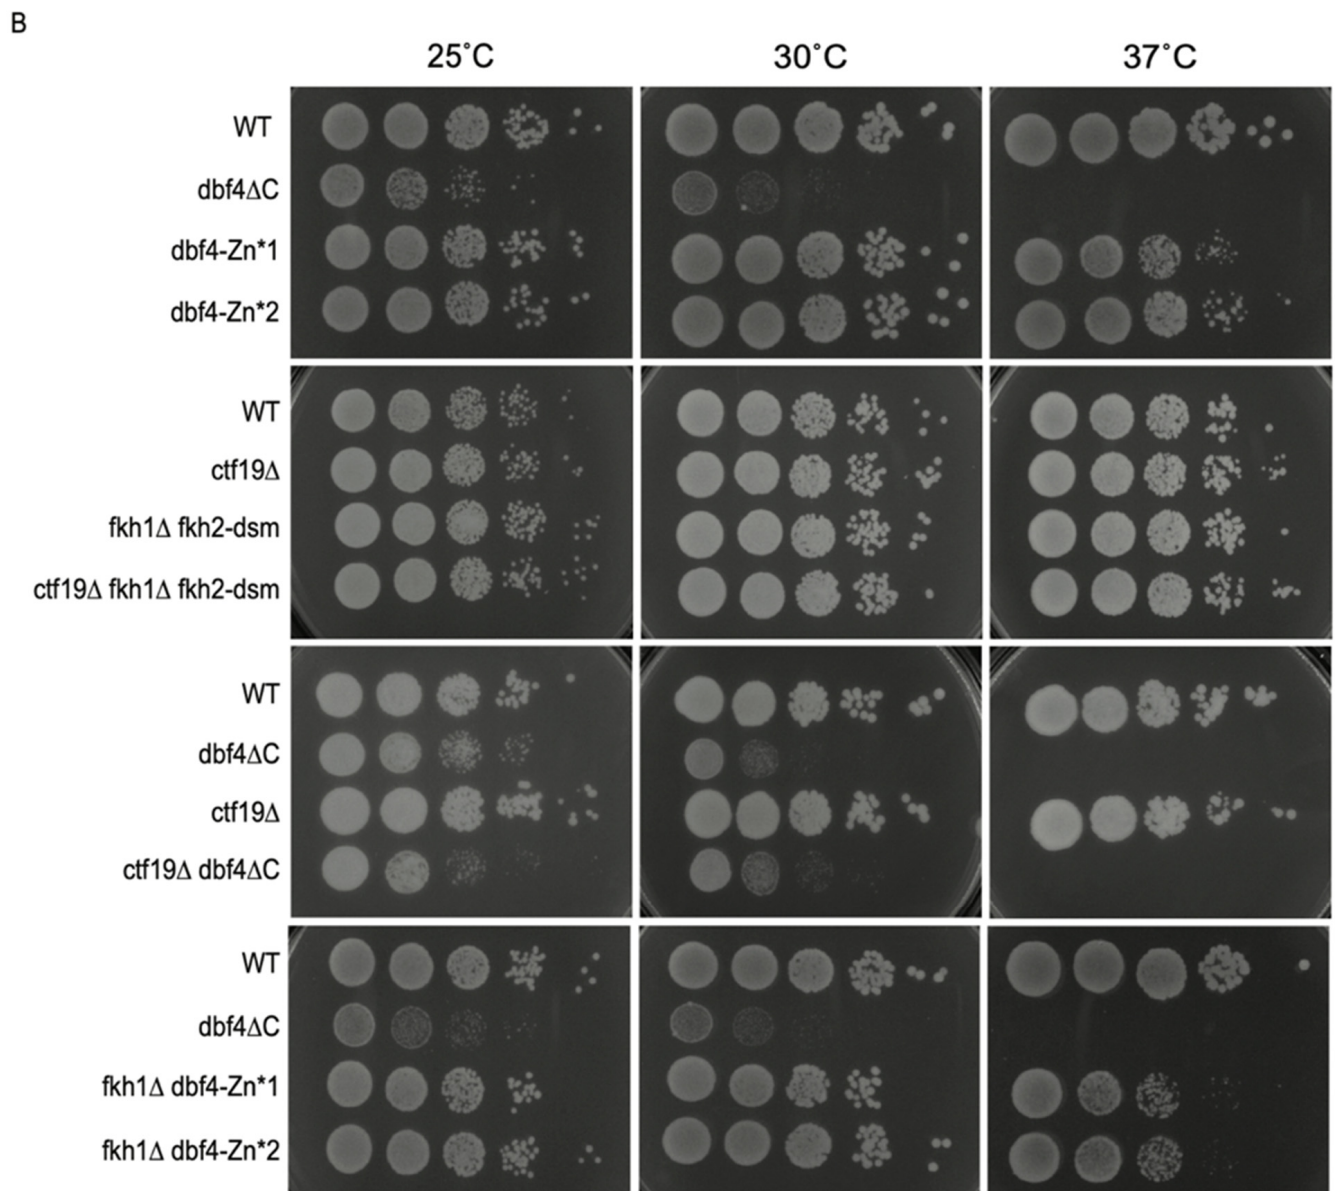 B
25˚C 30˚C 37˚C
WT
dbf4ΔC
dbf4-Zn*1
dbf4-Zn*2
WT
ctf19Δ
fkh1Δ fkh2-dsm
ctf19Δ fkh1Δ fkh2-dsm
WT
dbf4ΔC
ctf19Δ
ctf19Δ dbf4ΔC
WT
dbf4ΔC
fkh1Δ dbf4-Zn*1
fkh1Δ dbf4-Zn*2